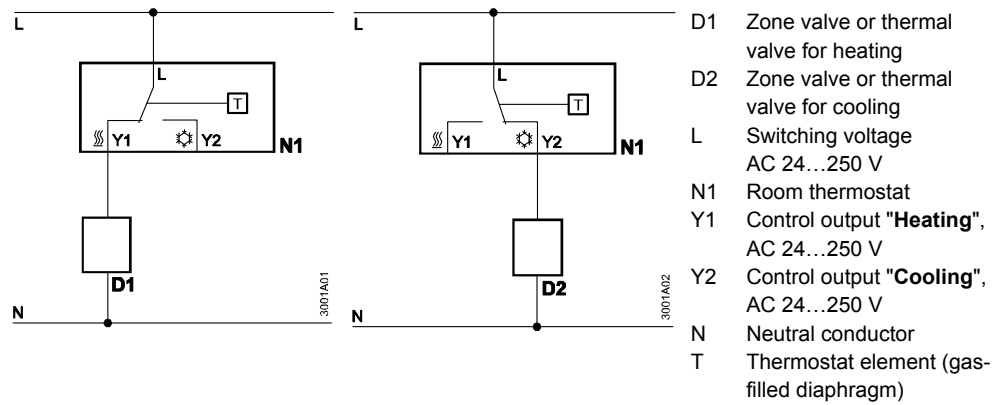 L
L
T
Y1
Y2
N1
D1
N
3001A01
L
L
T
Y1
Y2
N1
D2
N
3001A02
D1 Zone valve or thermal
valve for heating
D2 Zone valve or thermal
valve for cooling
L Switching voltage
AC 24…250 V
N1 Room thermostat
Y1 Control output "Heating",
AC 24…250 V
Y2 Control output "Cooling",
AC 24…250 V
N Neutral conductor
T Thermostat element (gas-
filled diaphragm)